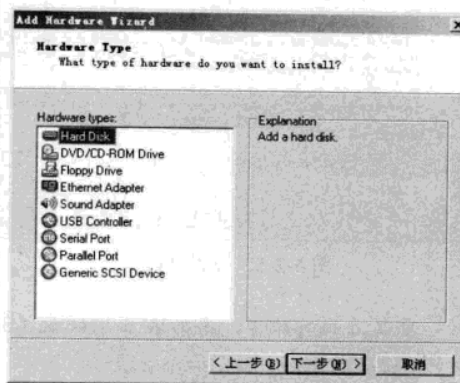 Add Hardware Wizard
Hardware Type
What type of hardware do you want to install?
Hardware types:
Hard Disk
DVD/CD-ROM Drive
Floppy Drive
Ethernet Adapter
Sound Adapter
USB Controller
Serial Port
Parallel Port
Generic SCSI Device
Explanation
Add a hard disk.
< 上一步(B) 下一步(N) > 取消